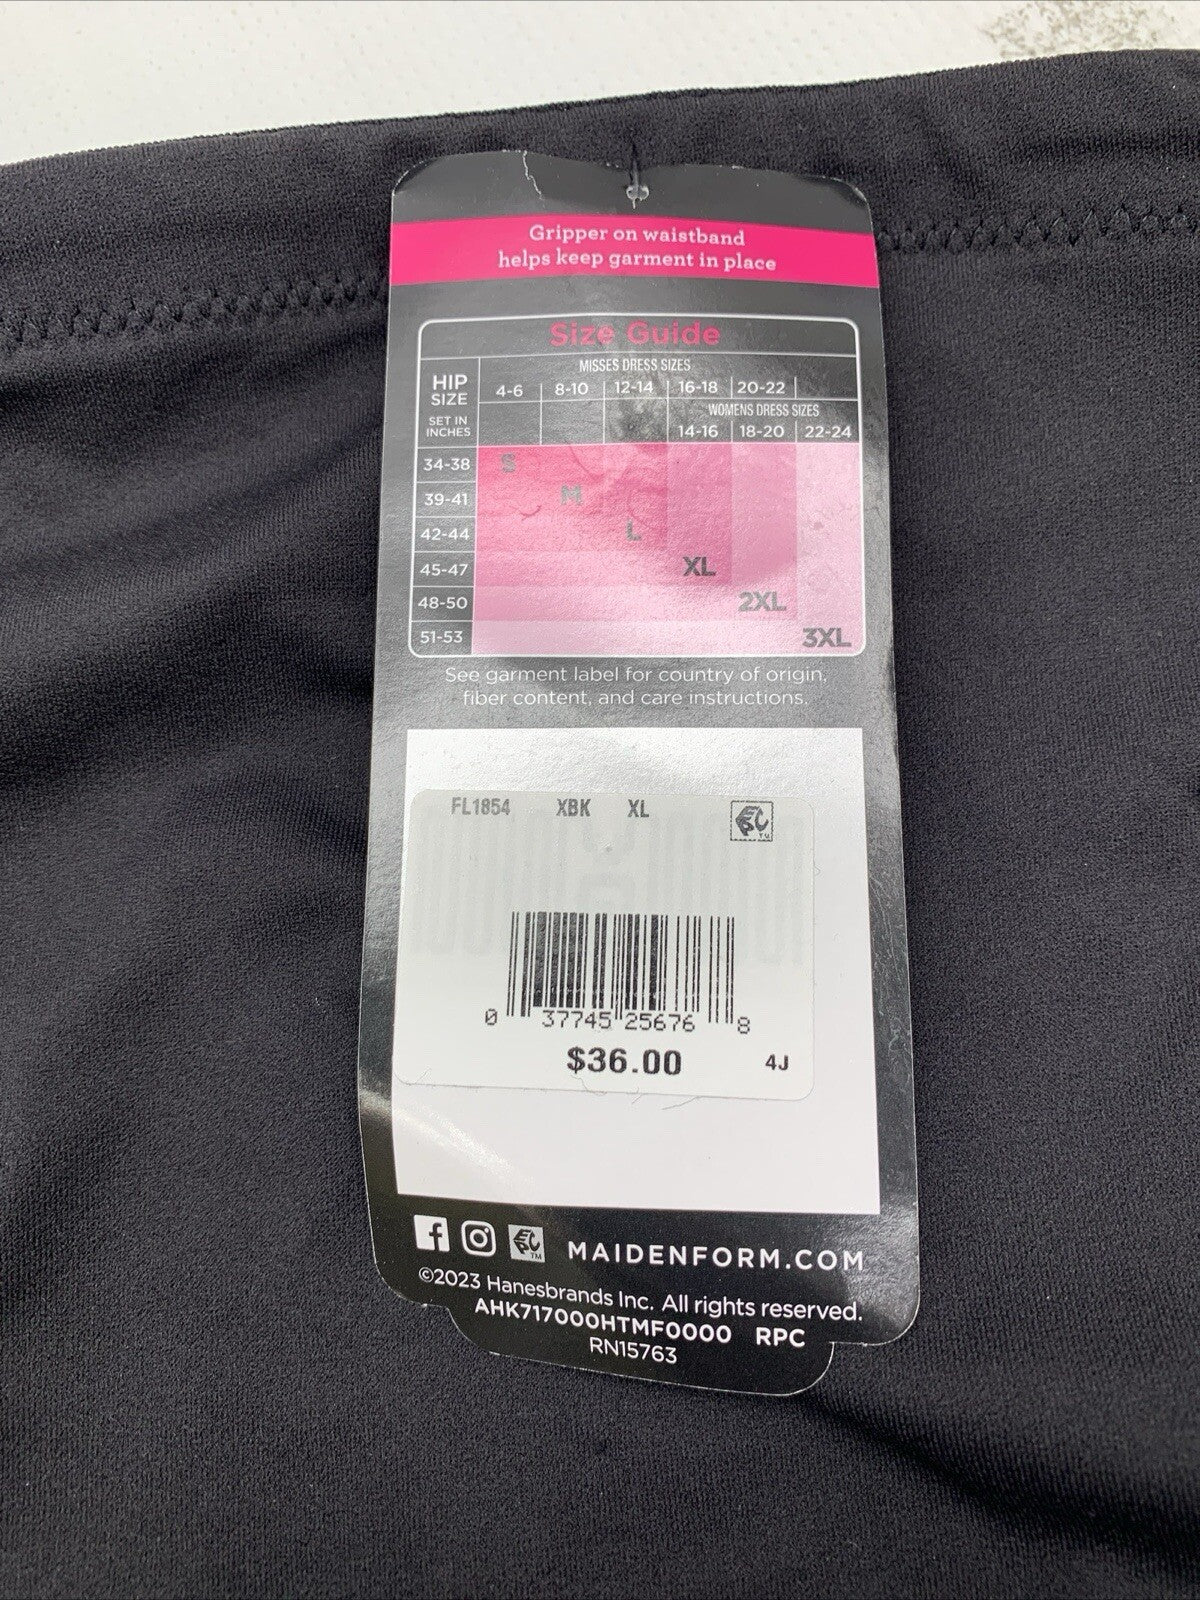 Gripper on waistband
helps keep garment in place
Size Guide
HIP SIZE
SET IN INCHES
MISSES DRESS SIZES
4-6 8-10 12-14 16-18 20-22
WOMENS DRESS SIZES
14-16 18-20 22-24
34-38 S
39-41 M
42-44 L
45-47 XL
48-50 2XL
51-53 3XL
See garment label for country of origin,
fiber content, and care instructions.
FL1854 XBK XL
0 37745 25676 8
$36.00 4J
MAIDENFORM.COM
©2023 Hanesbrands Inc. All rights reserved.
AHK717000HTMF0000 RPC
RN15763